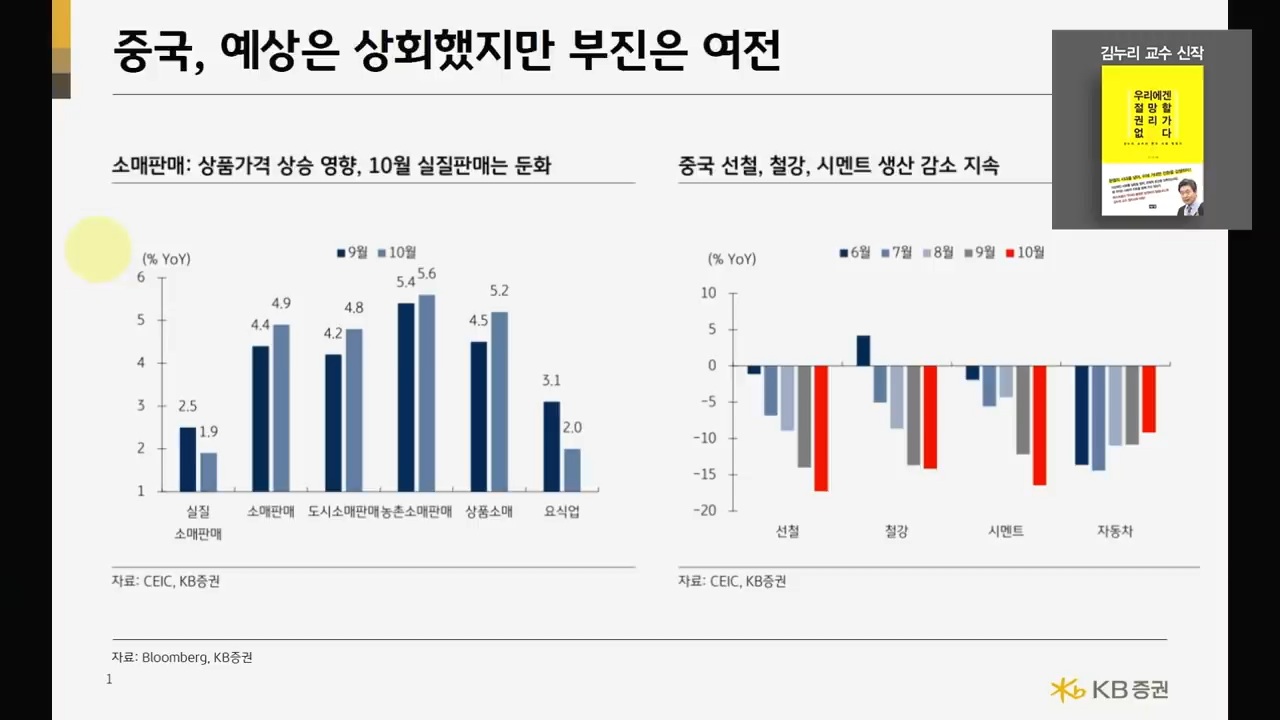 중국, 예상은 상회했지만 부진은 여전
김누리 교수 신작
우리에겐
절망할
권리가
없다
소매판매: 상품가격 상승 영향, 10월 실질판매는 둔화
(% YoY)
9월 10월
6
5
4
3
2
1
2.5 1.9
4.4 4.9
4.2 4.8
5.4 5.6
4.5 5.2
3.1 2.0
실질 소매판매 도시소매판매 농촌소매판매 상품소매 요식업
소매판매
자료: CEIC, KB증권
중국 선철, 철강, 시멘트 생산 감소 지속
(% YoY)
6월 7월 8월 9월 10월
10
5
0
-5
-10
-15
-20
선철 철강 시멘트 자동차
자료: CEIC, KB증권
자료: Bloomberg, KB증권
1
KB증권